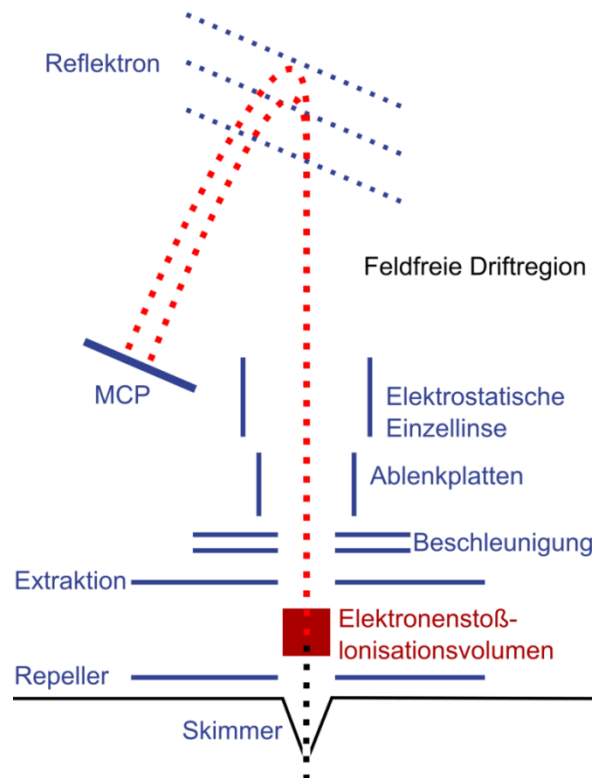 Reflektron
Feldfreie Driftregion
MCP
Elektrostatische
Einzellinse
Ablenkplatten
Beschleunigung
Extraktion
Elektronenstoß-
Ionisationsvolumen
Repeller
Skimmer